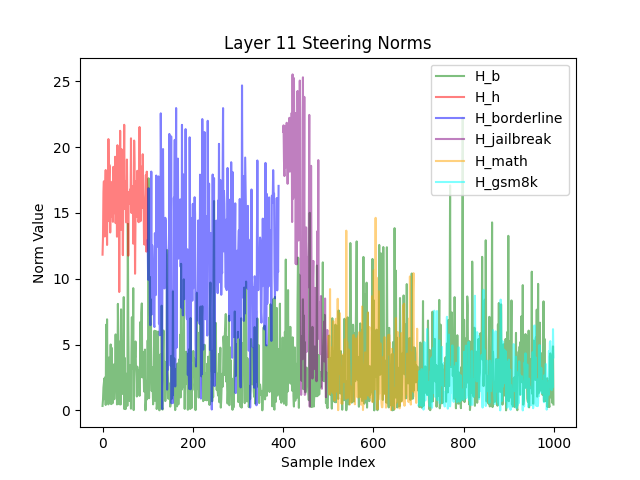 Layer 11 Steering Norms
Norm Value
25
20
15
10
5
0
0
200
400
600
800
1000
Sample Index
H_b
H_h
H_borderline
H_jailbreak
H_math
H_gsm8k